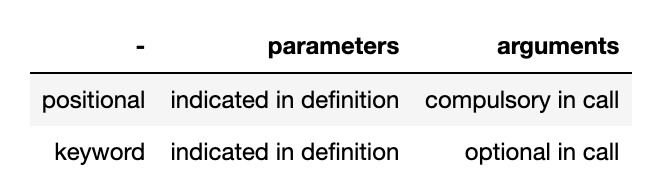 - parameters arguments
positional indicated in definition compulsory in call
keyword indicated in definition optional in call